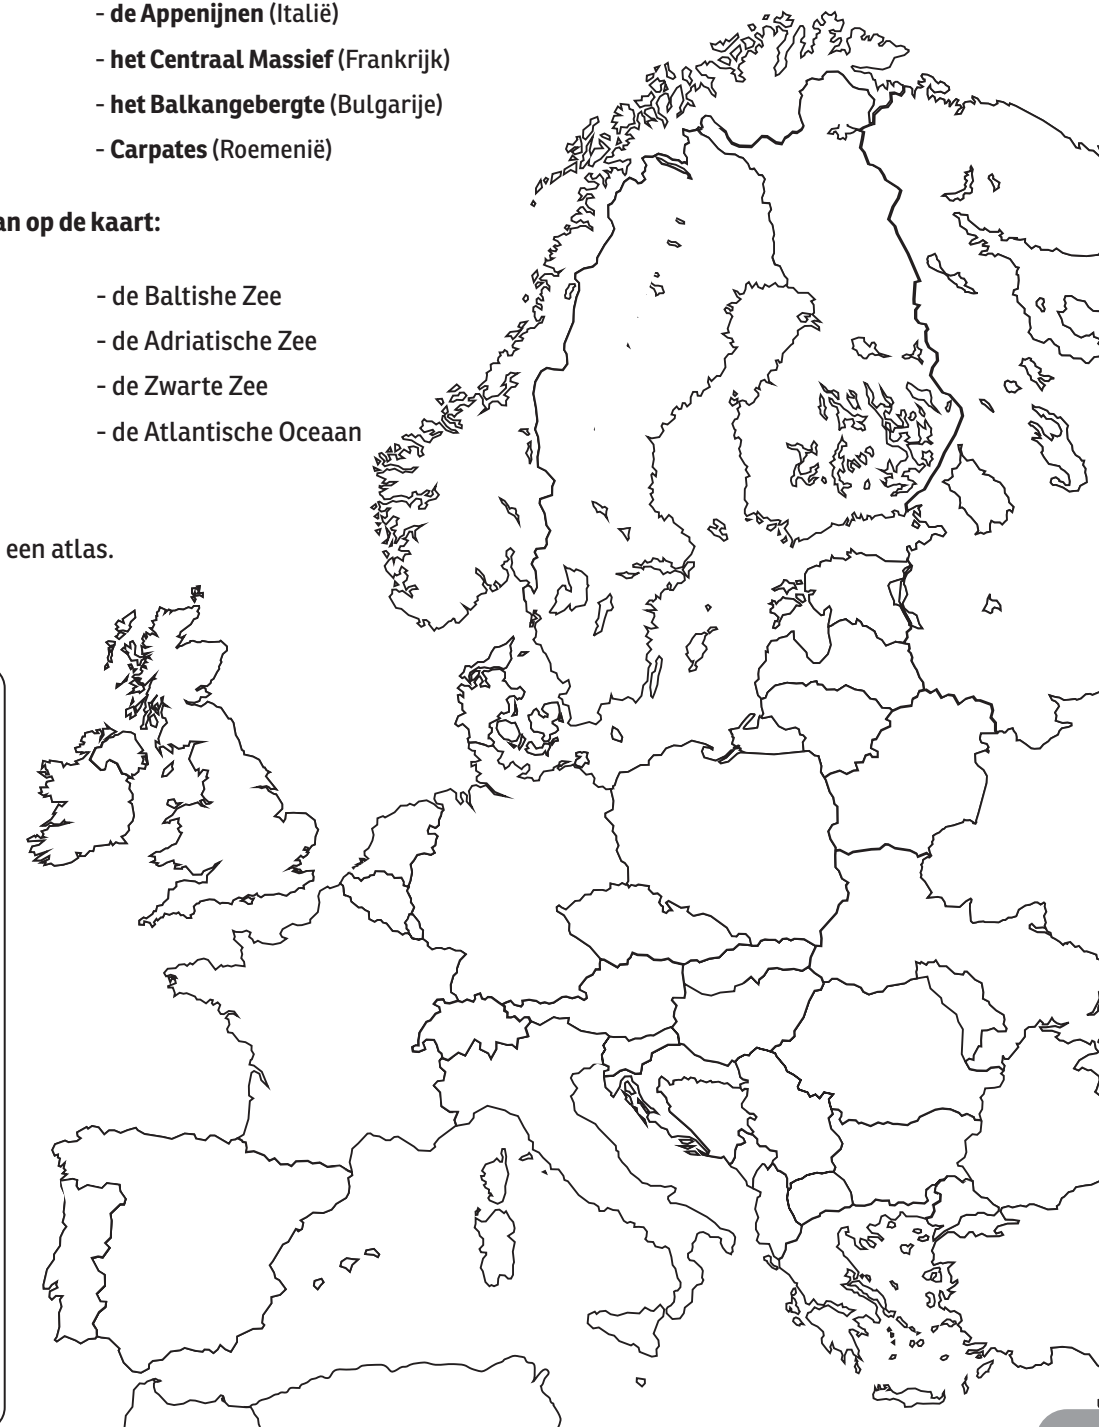 - de Appenijnen (Italië)
- het Centraal Massief (Frankrijk)
- het Balkangebergte (Bulgarije)
- Carpates (Roemenië)
an op de kaart:
- de Baltishe Zee
- de Adriatische Zee
- de Zwarte Zee
- de Atlantische Oceaan
een atlas.